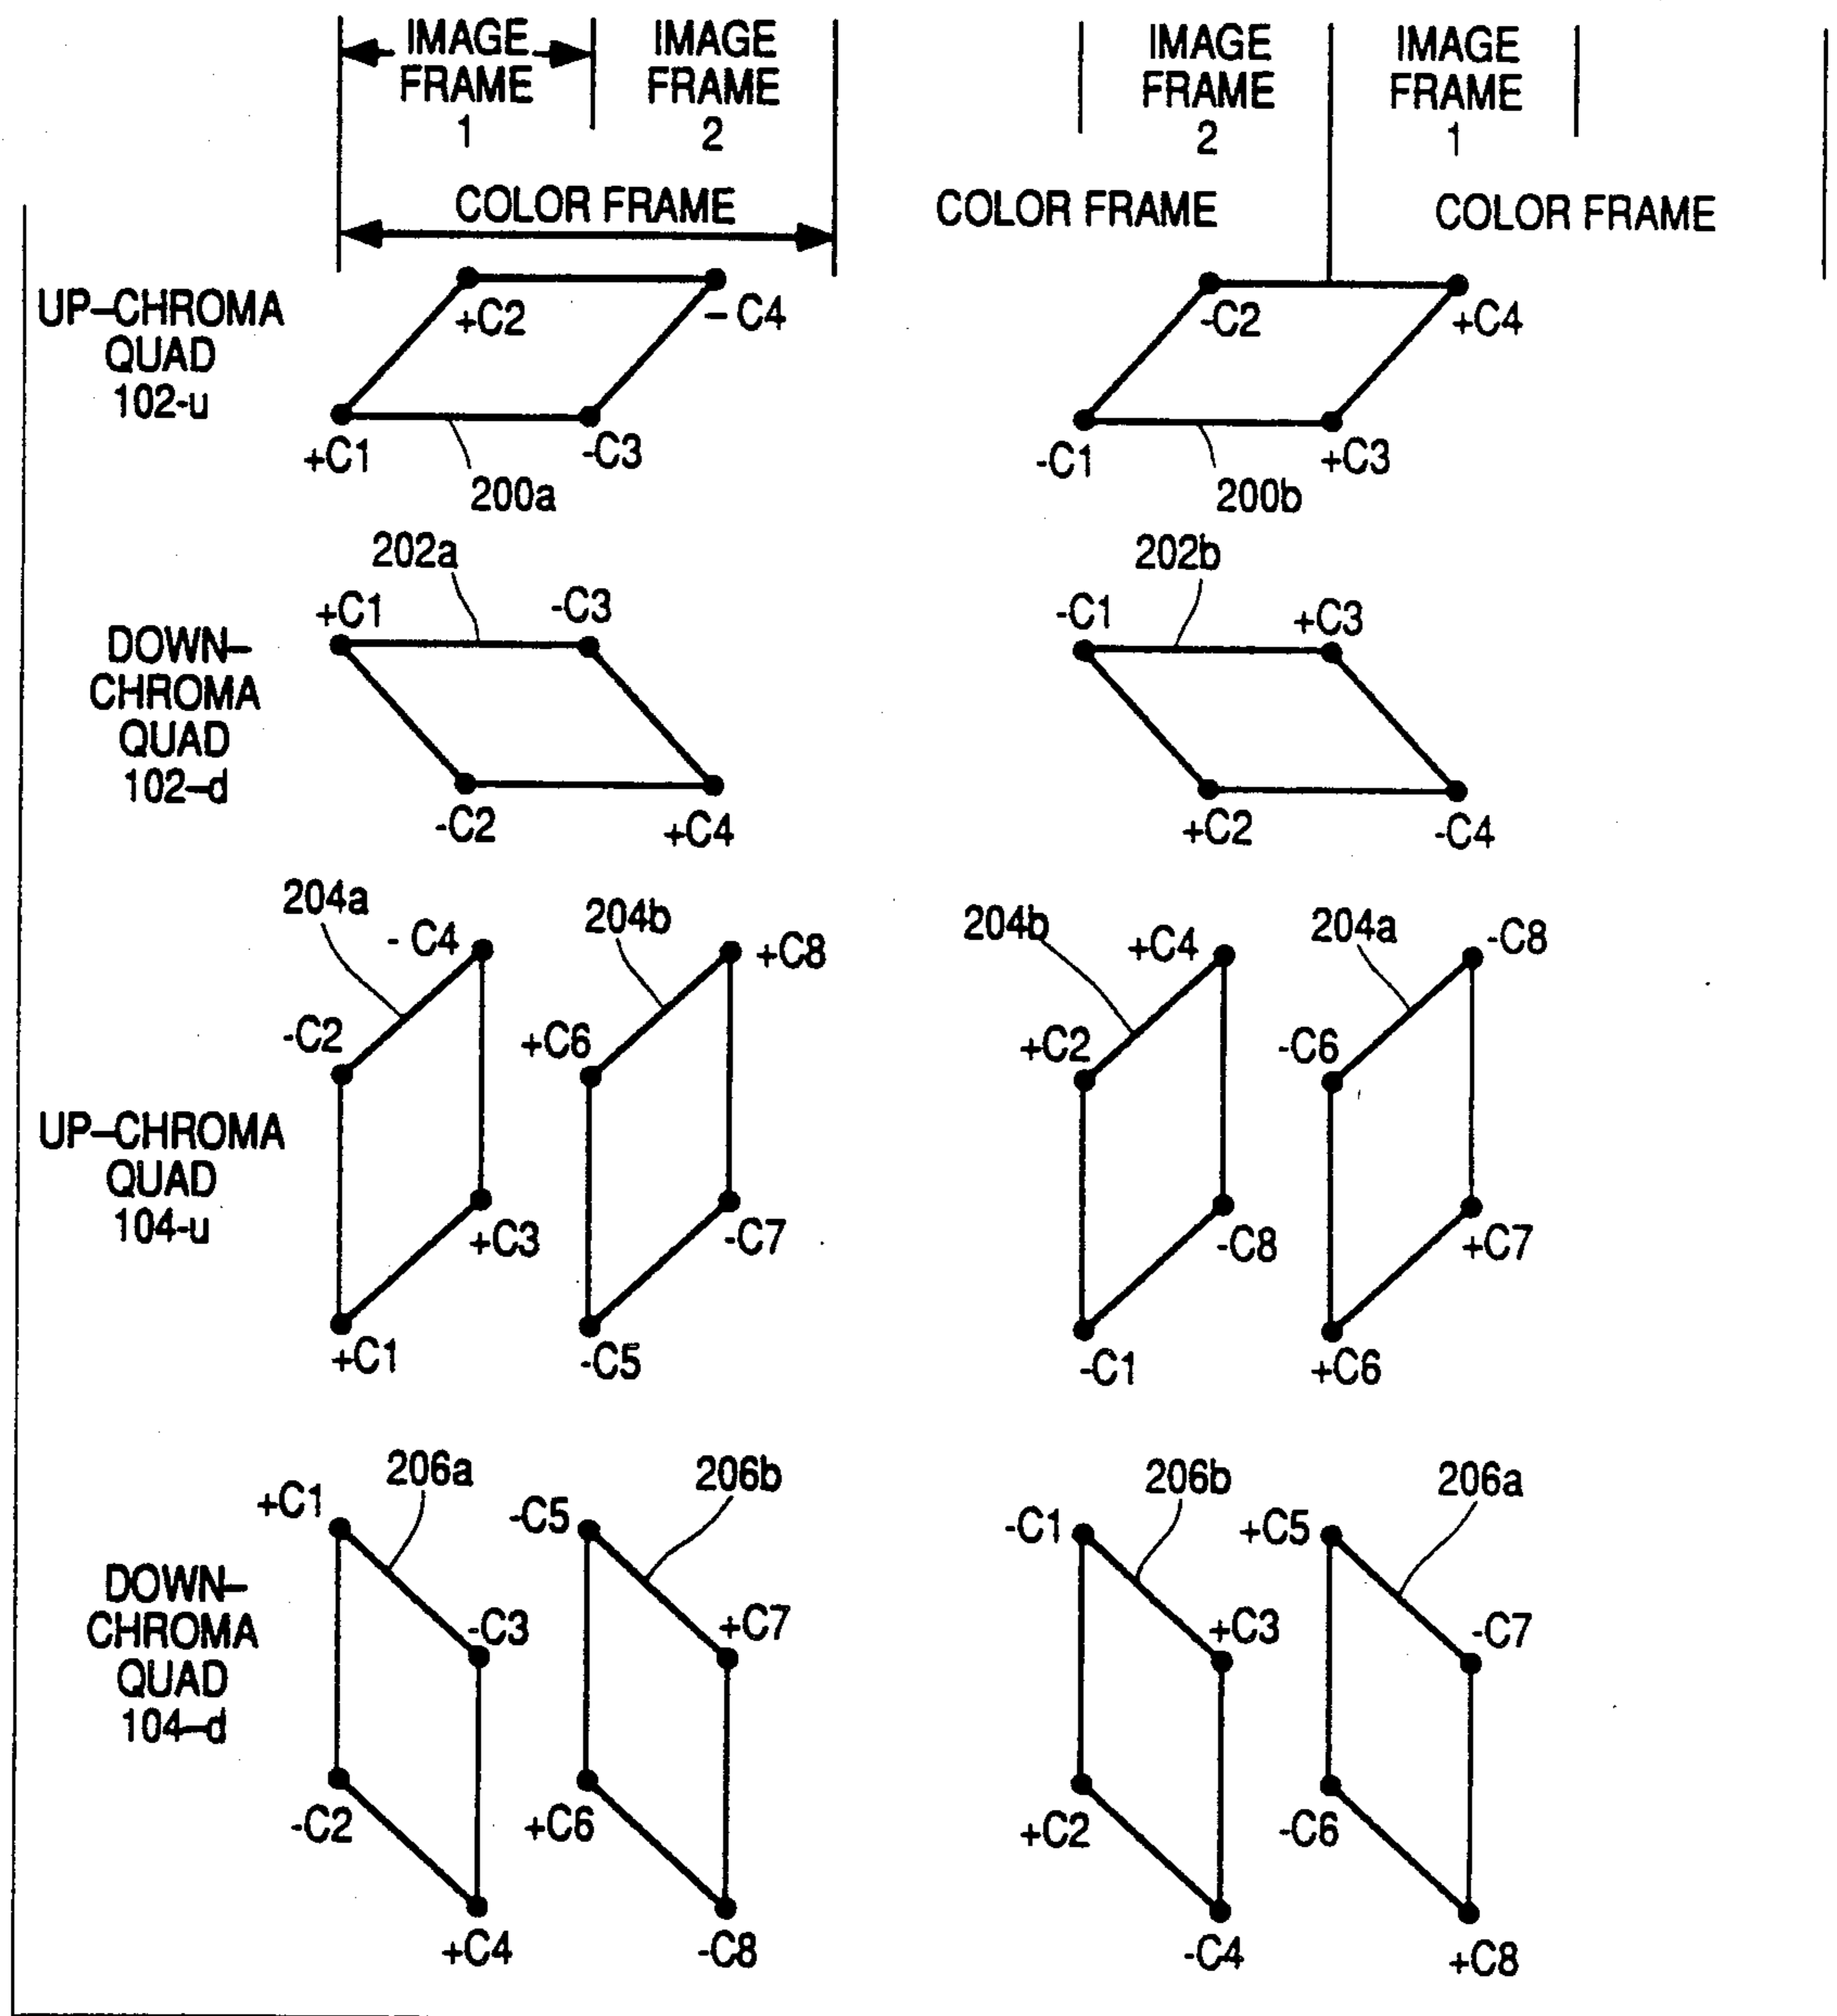 IMAGE FRAME 1
IMAGE FRAME 2
IMAGE FRAME 2
IMAGE FRAME 1
COLOR FRAME
COLOR FRAME
COLOR FRAME
UP–CHROMA
QUAD
102-u
+C2
– C4
+C1
-C3
200a
-C2
+C4
-C1
+C3
200b
DOWN–
CHROMA
QUAD
102–d
202a
+C1
-C3
-C2
+C4
202b
-C1
+C3
+C2
-C4
UP–CHROMA
QUAD
104-u
204a
- C4
-C2
+C3
+C1
204b
+C8
+C6
-C7
-C5
204b
+C4
+C2
-C8
-C1
204a
-C8
-C6
+C7
+C6
DOWN–
CHROMA
QUAD
104–d
206a
+C1
-C3
-C2
+C4
206b
-C5
+C7
+C6
-C8
206b
-C1
+C3
+C2
-C4
206a
+C5
-C7
-C6
+C8